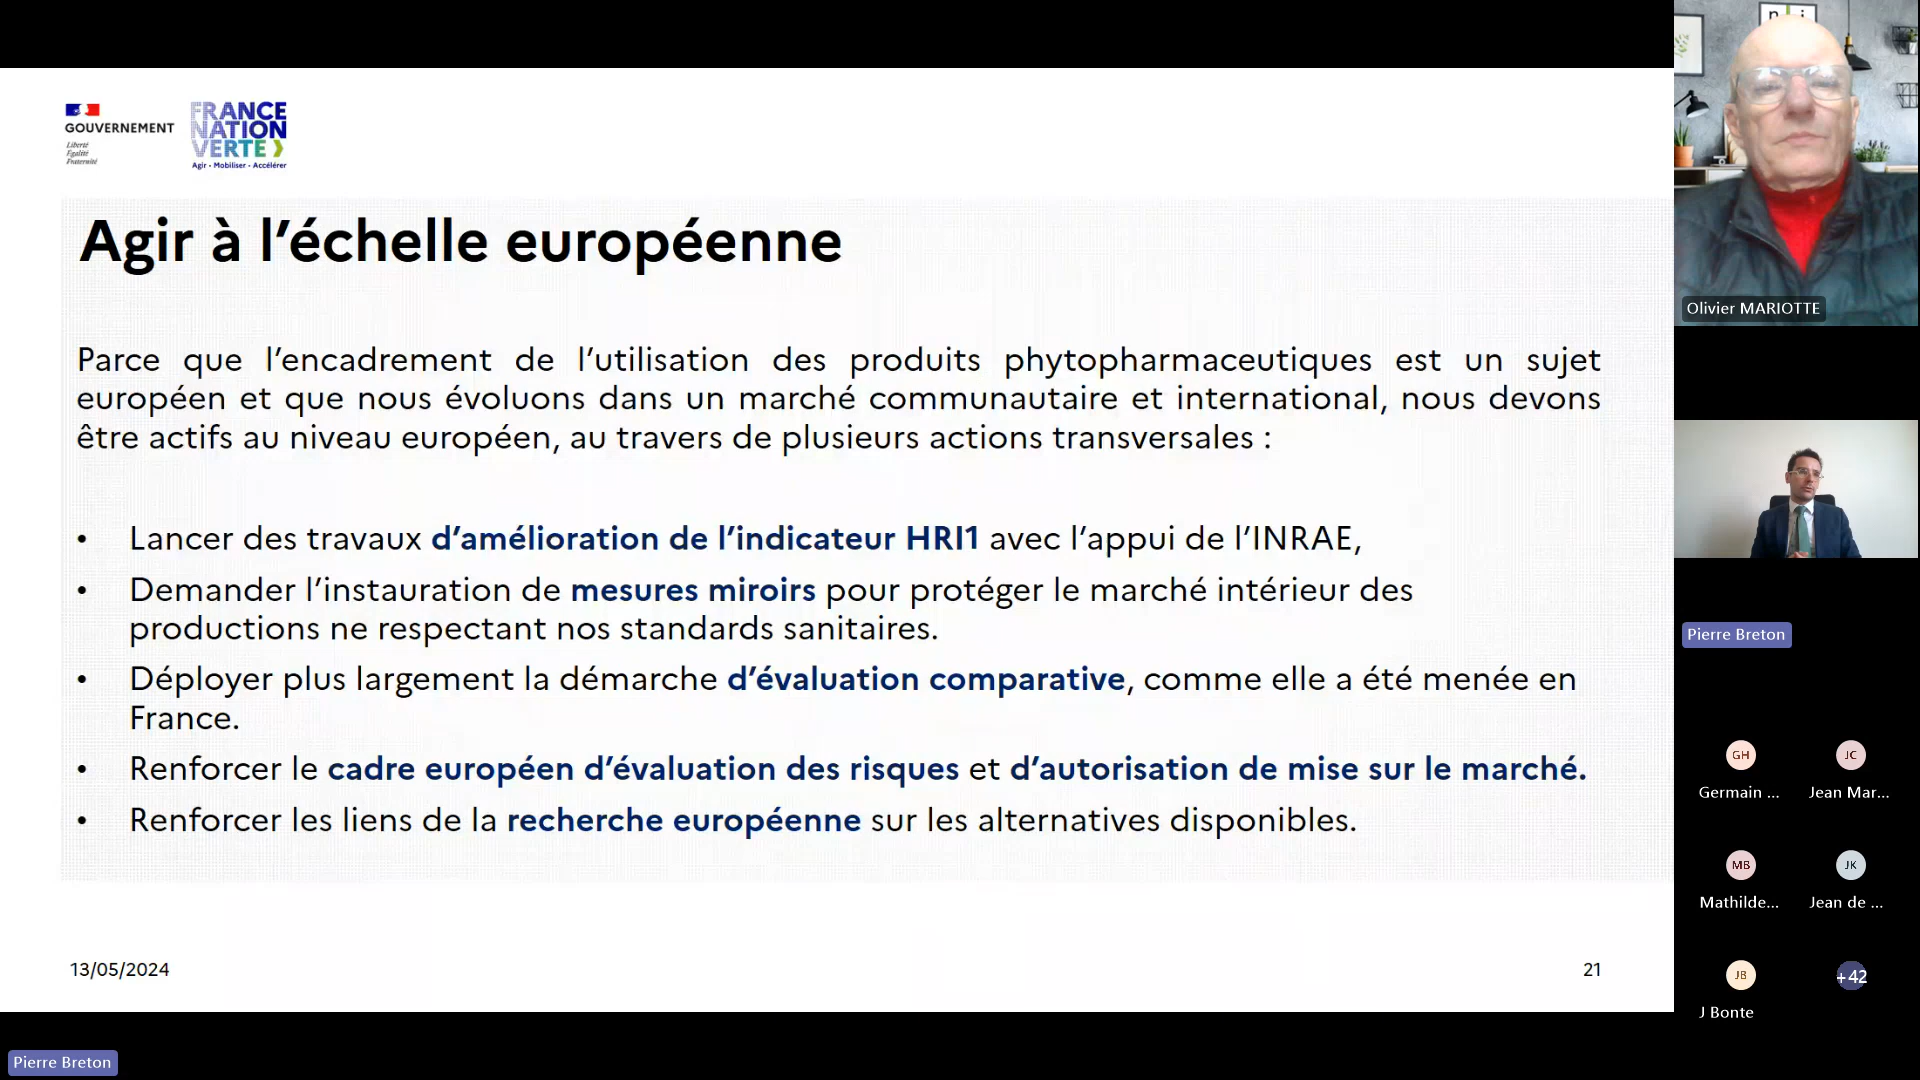 GOUVERNEMENT
Liberté
Égalité
Fraternité
FRANCE
NATION
VERTE
Agir • Mobiliser • Accélérer
Agir à l’échelle européenne
Parce que l’encadrement de l’utilisation des produits phytopharmaceutiques est un sujet
européen et que nous évoluons dans un marché communautaire et international, nous devons
être actifs au niveau européen, au travers de plusieurs actions transversales :
• Lancer des travaux d’amélioration de l’indicateur HRI1 avec l’appui de l’INRAE,
• Demander l’instauration de mesures miroirs pour protéger le marché intérieur des
productions ne respectant nos standards sanitaires.
• Déployer plus largement la démarche d’évaluation comparative, comme elle a été menée en
France.
• Renforcer le cadre européen d’évaluation des risques et d’autorisation de mise sur le marché.
• Renforcer les liens de la recherche européenne sur les alternatives disponibles.
13/05/2024
21
Pierre Breton
Olivier MARIOTTE
Pierre Breton
GH
JC
Germain ...
Jean Mar...
MB
JK
Mathilde...
Jean de ...
JB
+42
J Bonte